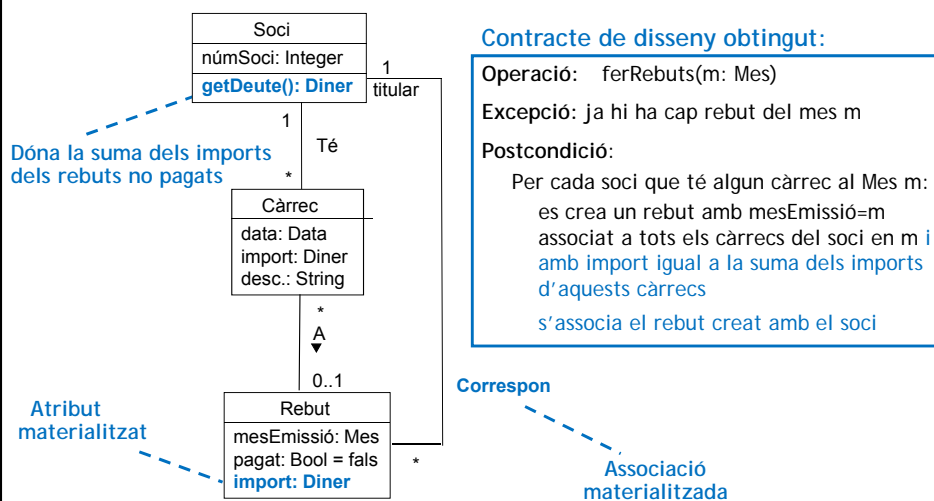 Soci
númSoci: Integer
getDeute(): Diner
1
titular
1
Té
*
Dóna la suma dels imports
dels rebuts no pagats
Càrrec
data: Data
import: Diner
desc.: String
*
A
0..1
Rebut
mesEmissió: Mes
pagat: Bool = fals
import: Diner
*
Atribut
materialitzat
Correspon
Associació
materialitzada
Contracte de disseny obtingut:
Operació: ferRebuts(m: Mes)
Excepció: ja hi ha cap rebut del mes m
Postcondició:
Per cada soci que té algun càrrec al Mes m:
es crea un rebut amb mesEmissió=m
associat a tots els càrrecs del soci en m i
amb import igual a la suma dels imports
d'aquests càrrecs
s'associa el rebut creat amb el soci